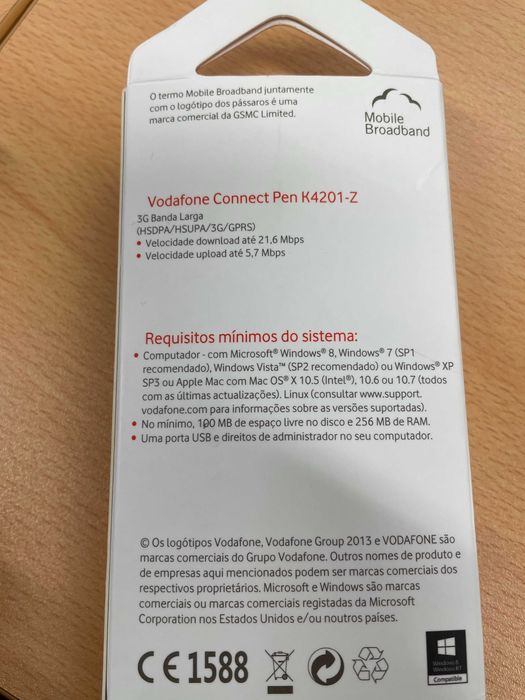 O termo Mobile Broadband juntamente
com o logótipo dos pássaros é uma
marca comercial da GSMC Limited.
Mobile
Broadband
Vodafone Connect Pen K4201-Z
3G Banda Larga
(HSDPA/HSUPA/3G/GPRS)
• Velocidade download até 21,6 Mbps
• Velocidade upload até 5,7 Mbps
Requisitos mínimos do sistema:
• Computador - com Microsoft® Windows® 8, Windows® 7 (SP1
recomendado), Windows Vista™ (SP2 recomendado) ou Windows® XP
SP3 ou Apple Mac com Mac OS® X 10.5 (Intel®), 10.6 ou 10.7 (todos
com as últimas actualizações). Linux (consultar www.support.
vodafone.com para informações sobre as versões suportadas).
• No mínimo, 100 MB de espaço livre no disco e 256 MB de RAM.
• Uma porta USB e direitos de administrador no seu computador.
© Os logótipos Vodafone, Vodafone Group 2013 e VODAFONE são
marcas comerciais do Grupo Vodafone. Outros nomes de produto e
de empresas aqui mencionados podem ser marcas comerciais dos
respectivos proprietários. Microsoft e Windows são marcas
comerciais ou marcas comerciais registadas da Microsoft
Corporation nos Estados Unidos e/ou noutros países.
CE 1588
Windows 8
Windows RT
Compatible